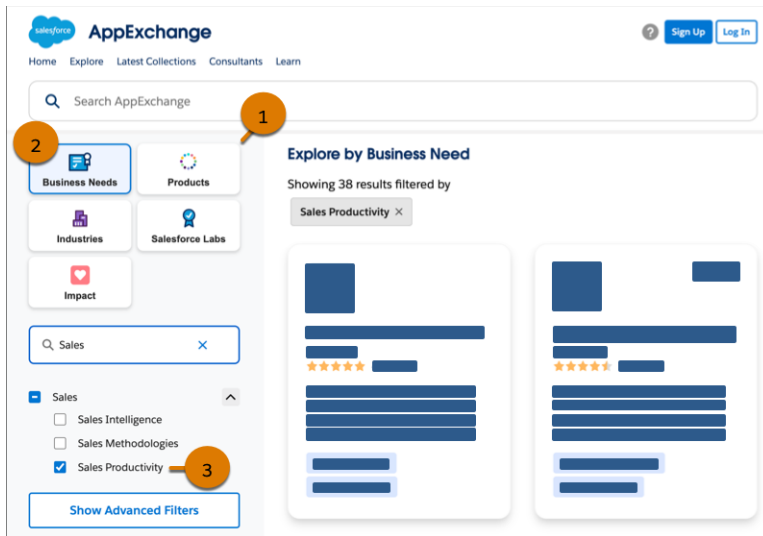 salesforce AppExchange
? Sign Up Log In
Home Explore Latest Collections Consultants Learn
Search AppExchange
1
2
Business Needs
Products
Industries
Salesforce Labs
Impact
Sales
Sales
Sales Intelligence
Sales Methodologies
Sales Productivity
3
Show Advanced Filters
Explore by Business Need
Showing 38 results filtered by
Sales Productivity ×